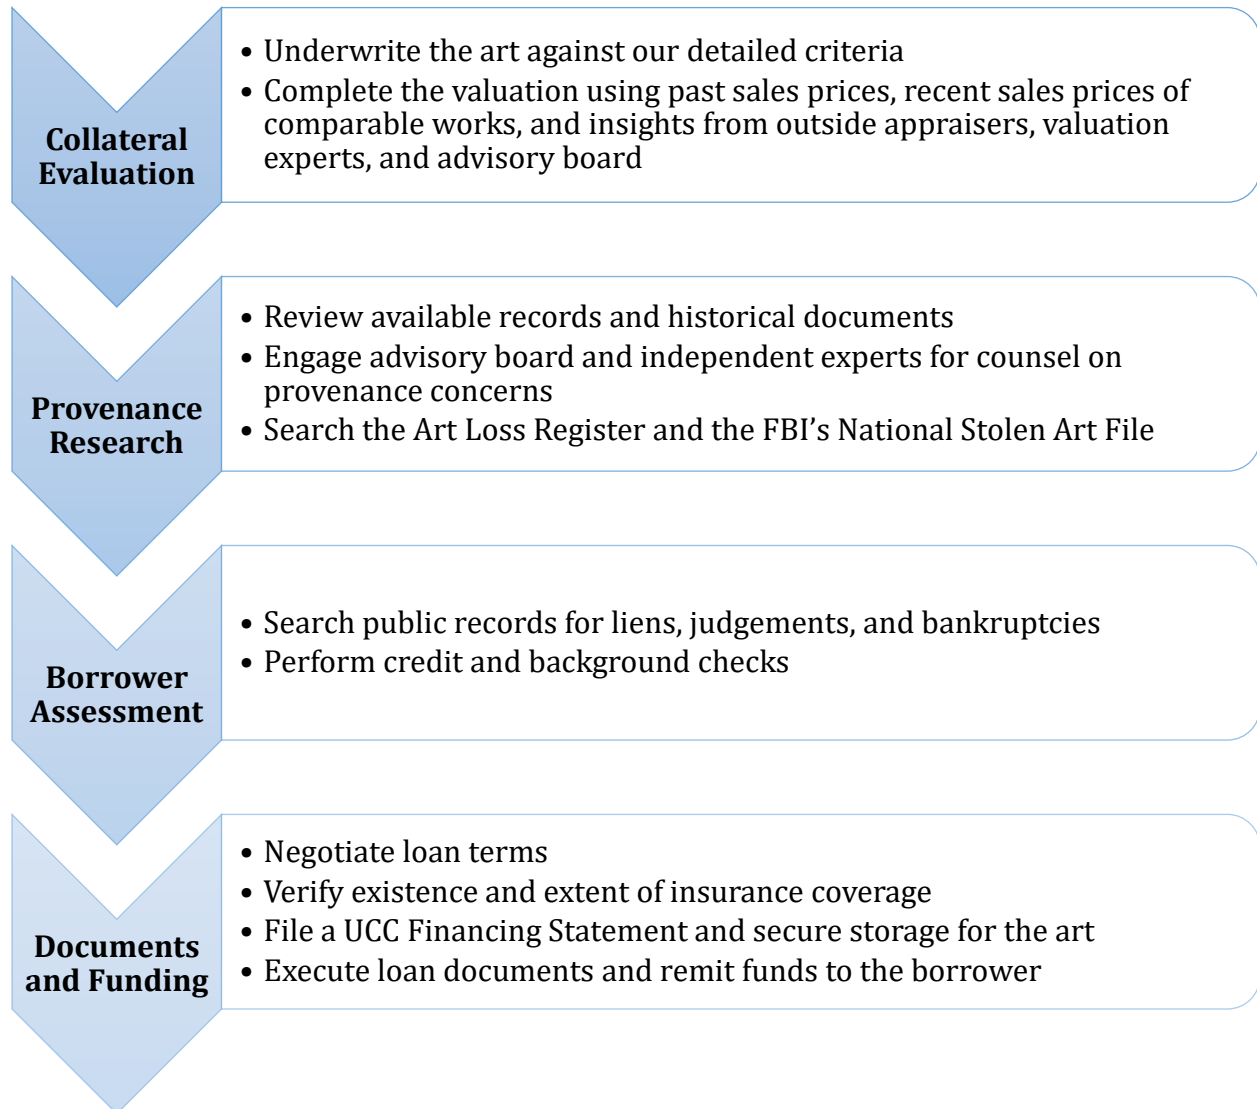 Collateral
Evaluation
• Underwrite the art against our detailed criteria
• Complete the valuation using past sales prices, recent sales prices of
comparable works, and insights from outside appraisers, valuation
experts, and advisory board
Provenance
Research
• Review available records and historical documents
• Engage advisory board and independent experts for counsel on
provenance concerns
• Search the Art Loss Register and the FBI’s National Stolen Art File
Borrower
Assessment
• Search public records for liens, judgements, and bankruptcies
• Perform credit and background checks
Documents
and Funding
• Negotiate loan terms
• Verify existence and extent of insurance coverage
• File a UCC Financing Statement and secure storage for the art
• Execute loan documents and remit funds to the borrower